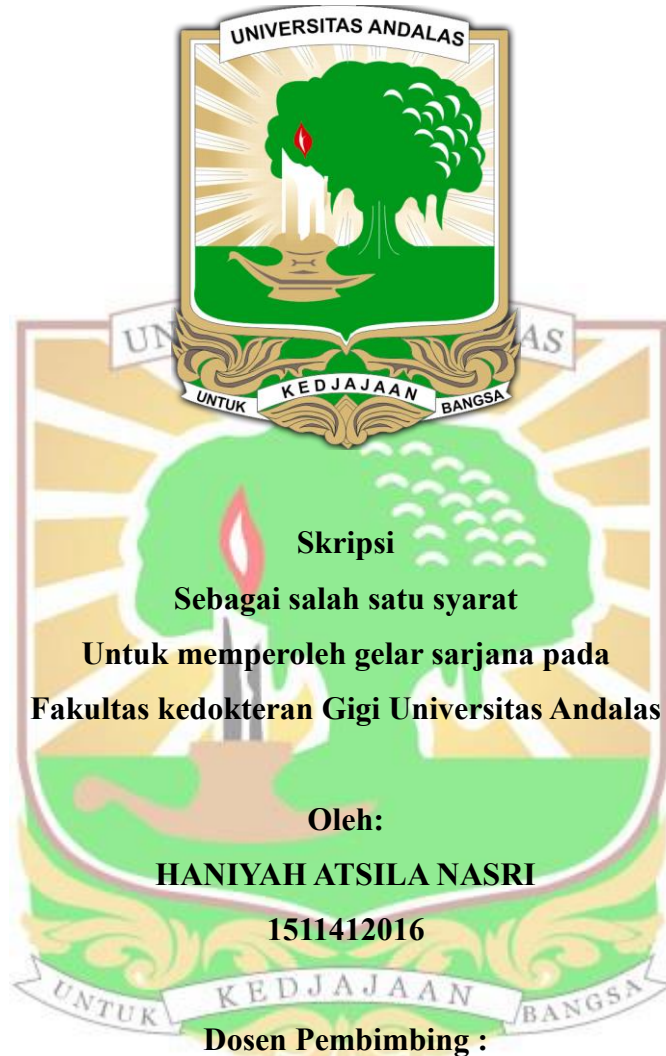 UNIVERSITAS ANDALAS
UNTUK KEDJAJAAN BANGSA
Skripsi
Sebagai salah satu syarat
Untuk memperoleh gelar sarjana pada
Fakultas kedokteran Gigi Universitas Andalas
Oleh:
HANIYAH ATSILA NASRI
1511412016
UNTUK KEDJAJAAN BANGSA
Dosen Pembimbing :